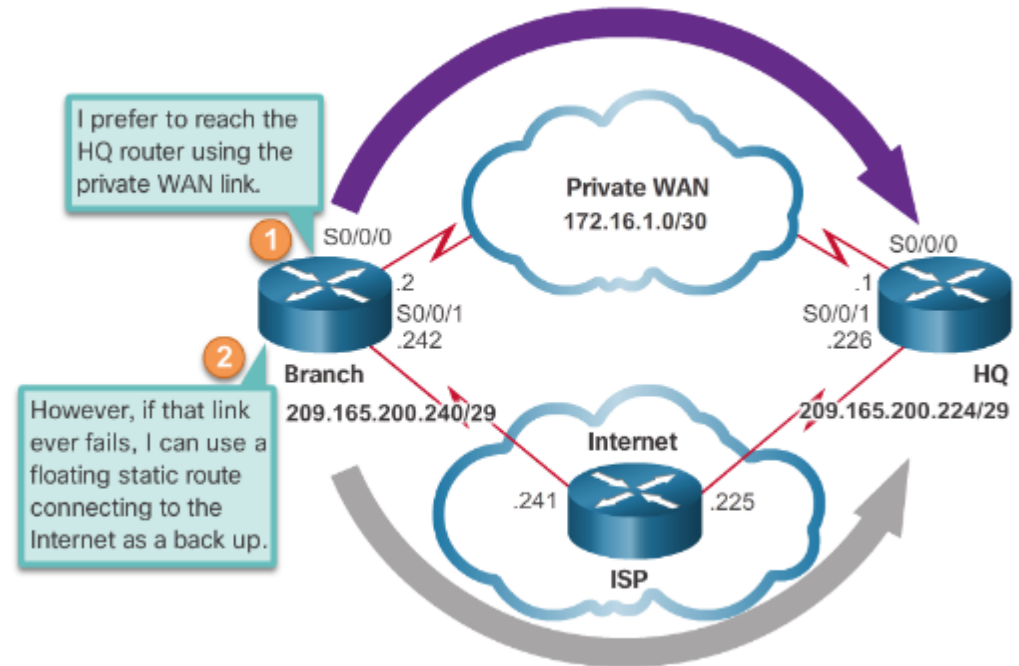 I prefer to reach the
HQ router using the
private WAN link.
Private WAN
172.16.1.0/30
1
S0/0/0
S0/0/0
.2
.1
S0/0/1
.242
S0/0/1
.226
2
Branch
HQ
209.165.200.240/29
209.165.200.224/29
However, if that link
ever fails, I can use a
floating static route
connecting to the
Internet as a back up.
Internet
.241
.225
ISP